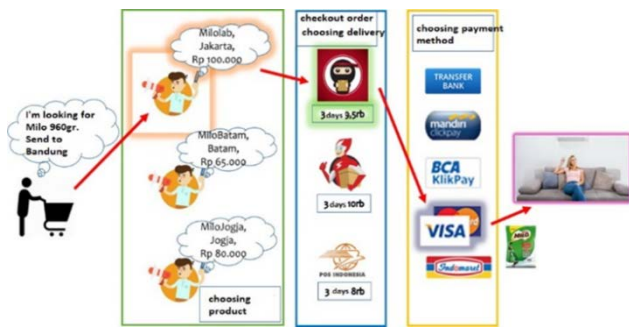 I'm looking for
Milo 960gr.
Send to
Bandung
Milolab,
Jakarta,
Rp 100.000
MiloBatam,
Batam,
Rp 65.000
MiloJogja,
Jogja,
Rp 80.000
choosing
product
checkout order
choosing delivery
3 days 9,5rb
3 days 10rb
POS INDONESIA
3 days 8rb
choosing payment
method
TRANSFER
BANK
mandiri
clickpay
BCA
KlikPay
VISA
Indomaret